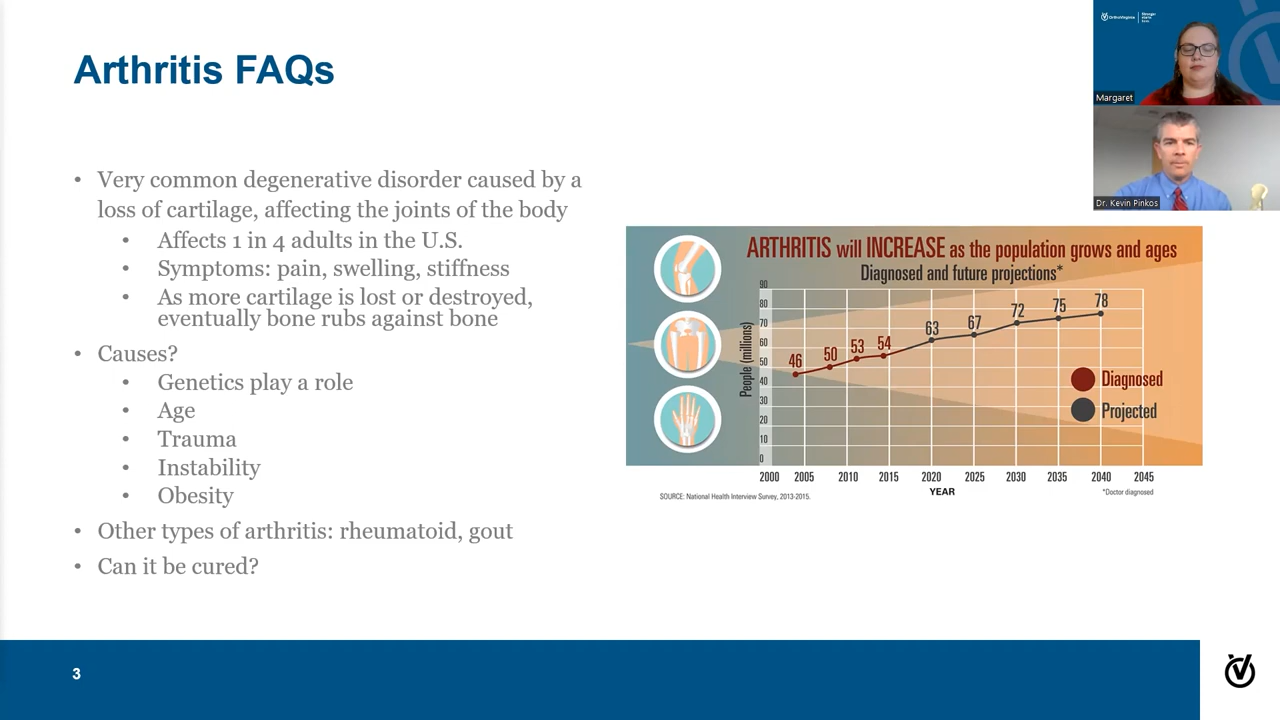 Arthritis FAQs
OrthoVirginia
Margaret
Dr. Kevin Pinkos
• Very common degenerative disorder caused by a
loss of cartilage, affecting the joints of the body
• Affects 1 in 4 adults in the U.S.
• Symptoms: pain, swelling, stiffness
• As more cartilage is lost or destroyed,
eventually bone rubs against bone
• Causes?
• Genetics play a role
• Age
• Trauma
• Instability
• Obesity
• Other types of arthritis: rheumatoid, gout
• Can it be cured?
ARTHRITIS will INCREASE as the population grows and ages
Diagnosed and future projections*
People (millions)
90
80
70
60
50
40
30
20
10
0
46 50 53 54 63 67 72 75 78
Diagnosed
Projected
2000 2005 2010 2015 2020 2025 2030 2035 2040 2045
YEAR
SOURCE: National Health Interview Survey, 2013-2015.
*Doctor diagnosed
3